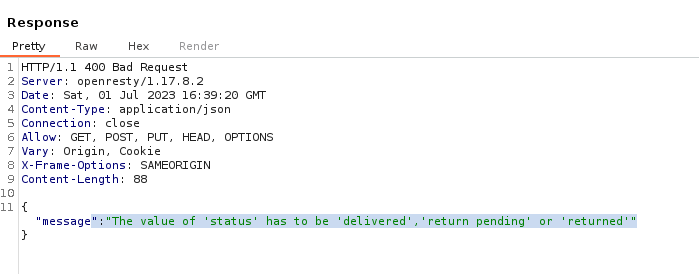 Response
Pretty Raw Hex Render
1 HTTP/1.1 400 Bad Request
2 Server: openresty/1.17.8.2
3 Date: Sat, 01 Jul 2023 16:39:20 GMT
4 Content-Type: application/json
5 Connection: close
6 Allow: GET, POST, PUT, HEAD, OPTIONS
7 Vary: Origin, Cookie
8 X-Frame-Options: SAMEORIGIN
9 Content-Length: 88
10
11 {
"message":"The value of 'status' has to be 'delivered','return pending' or 'returned'"
}